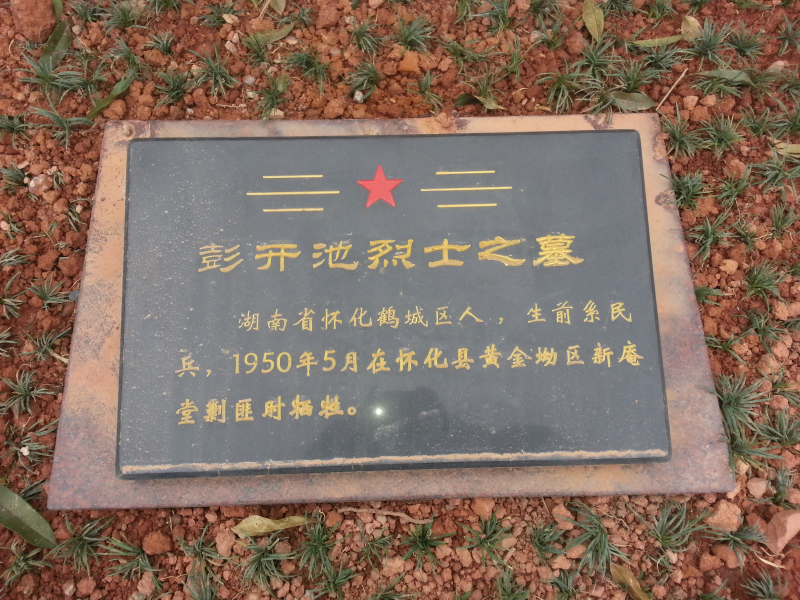 彭开池烈士之墓
湖南省怀化鹤城区人，生前系民
兵，1950年5月在怀化县黄金坳区新庵
堂剿匪时牺牲。